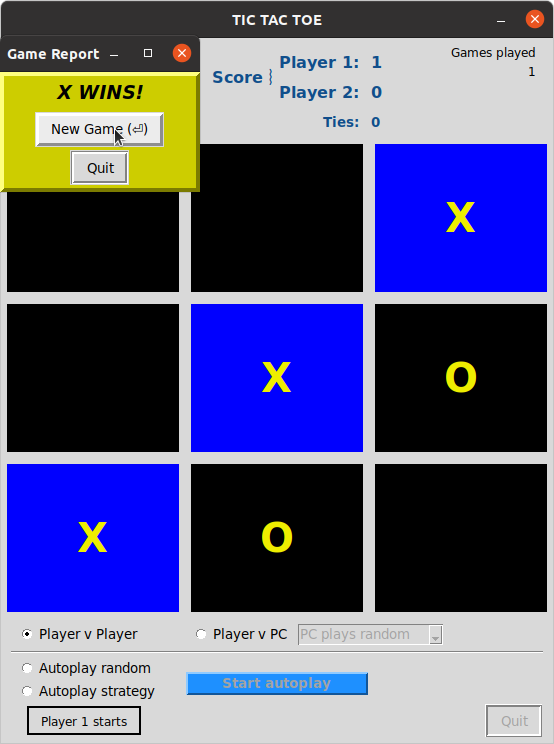 TIC TAC TOE
Game Report
X WINS!
New Game (⏎)
Quit
Score
Player 1: 1
Player 2: 0
Ties: 0
Games played
1
X
X
O
X
O
Player v Player
Player v PC
PC plays random
Autoplay random
Autoplay strategy
Start autoplay
Player 1 starts
Quit